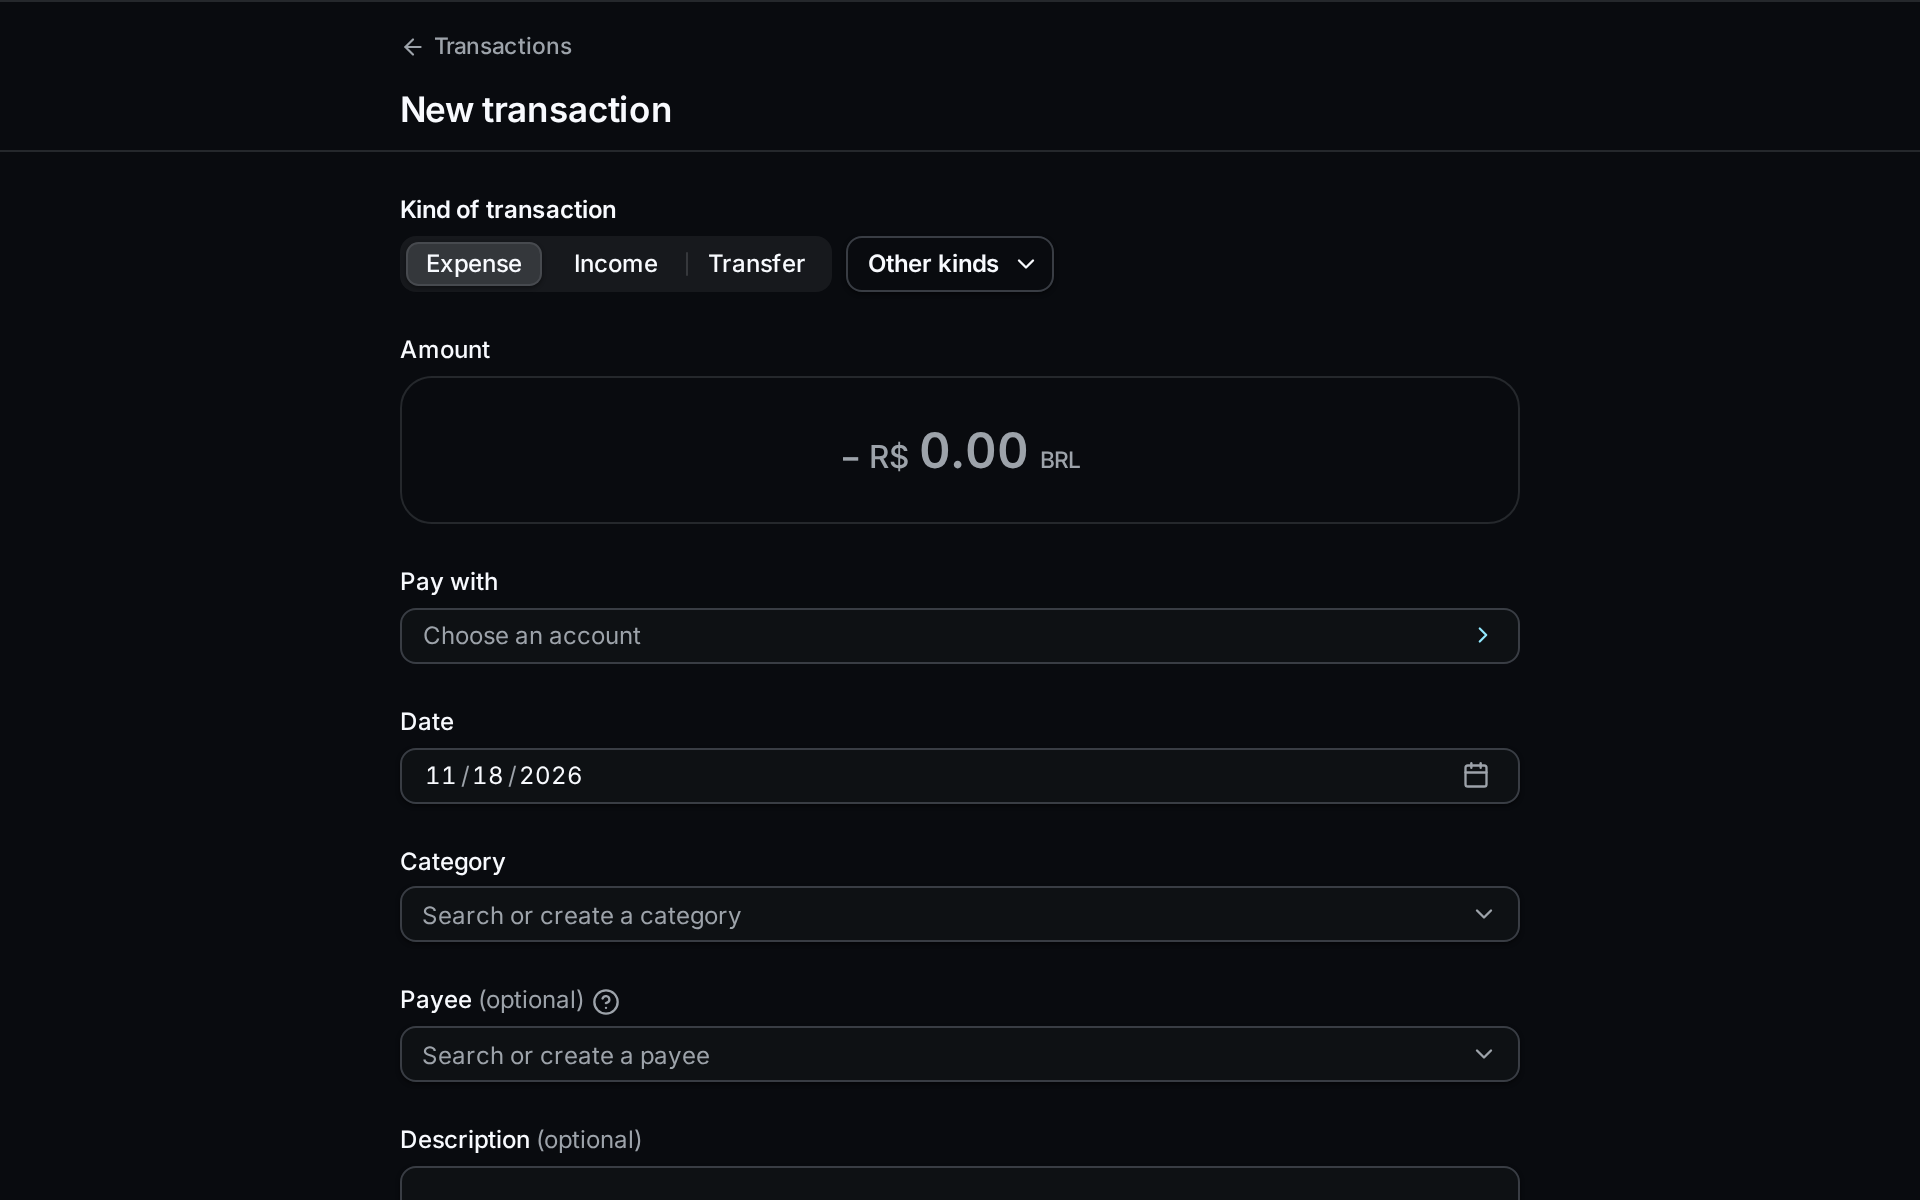 Transactions
New transaction
Kind of transaction
Expense Income Transfer Other kinds
Amount
– R$ 0.00 BRL
Pay with
Choose an account
Date
11/18/2026
Category
Search or create a category
Payee (optional)
Search or create a payee
Description (optional)